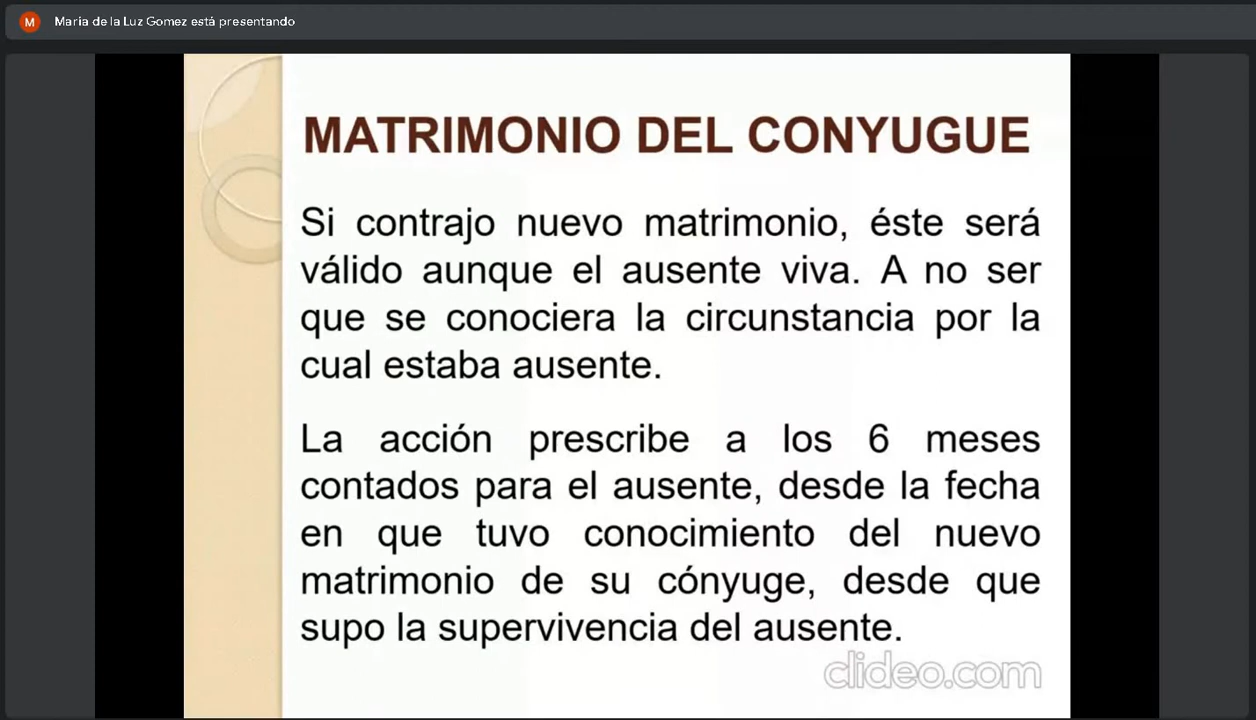 M
María de la Luz Gomez está presentando
MATRIMONIO DEL CONYUGUE
Si contrajo nuevo matrimonio, éste será
válido aunque el ausente viva. A no ser
que se conociera la circunstancia por la
cual estaba ausente.
La acción prescribe a los 6 meses
contados para el ausente, desde la fecha
en que tuvo conocimiento del nuevo
matrimonio de su cónyuge, desde que
supo la supervivencia del ausente.
clideo.com